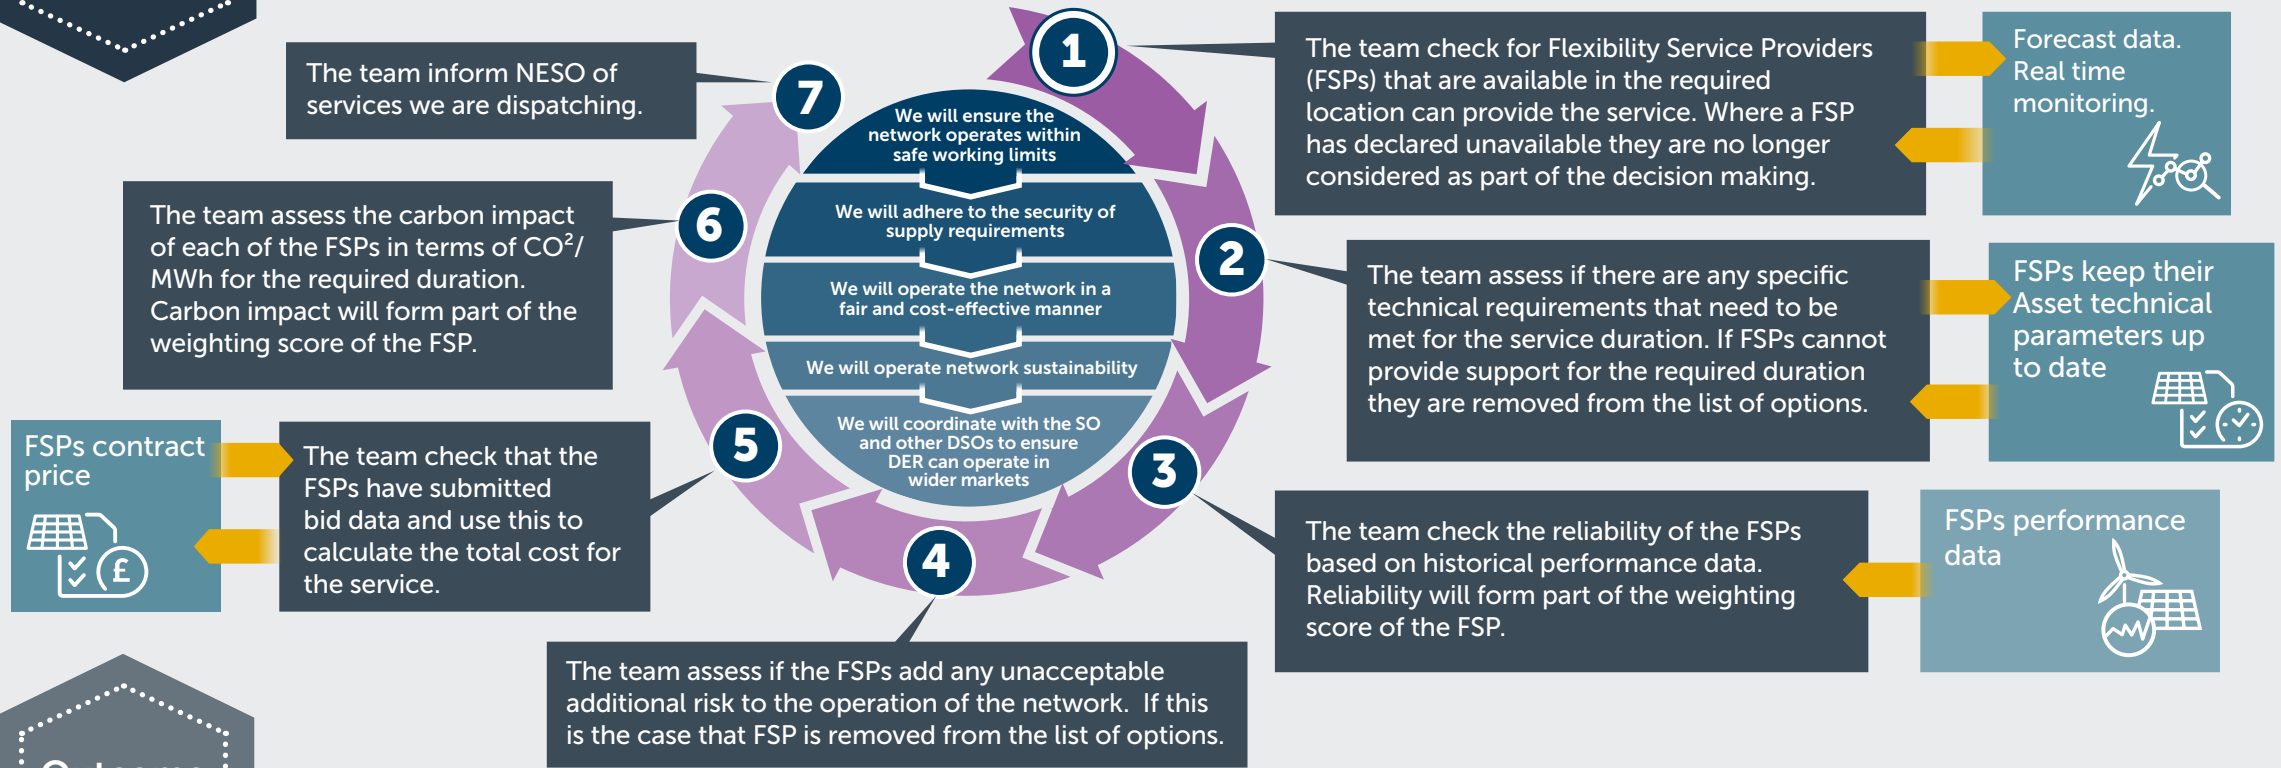 1
The team check for Flexibility Service Providers
(FSPs) that are available in the required
location can provide the service. Where a FSP
has declared unavailable they are no longer
considered as part of the decision making.
Forecast data.
Real time
monitoring.
2
The team assess if there are any specific
technical requirements that need to be
met for the service duration. If FSPs cannot
provide support for the required duration
they are removed from the list of options.
FSPs keep their
Asset technical
parameters up
to date
3
The team check the reliability of the FSPs
based on historical performance data.
Reliability will form part of the weighting
score of the FSP.
FSPs performance
data
4
The team assess if the FSPs add any unacceptable
additional risk to the operation of the network.  If this
is the case that FSP is removed from the list of options.
5
The team check that the
FSPs have submitted
bid data and use this to
calculate the total cost for
the service.
FSPs contract
price
£
6
The team assess the carbon impact
of each of the FSPs in terms of CO²/
MWh for the required duration.
Carbon impact will form part of the
weighting score of the FSP.
7
The team inform NESO of
services we are dispatching.
We will ensure the
network operates within
safe working limits
We will adhere to the security of
supply requirements
We will operate the network in a
fair and cost-effective manner
We will operate network sustainability
We will coordinate with the SO
and other DSOs to ensure
DER can operate in
wider markets